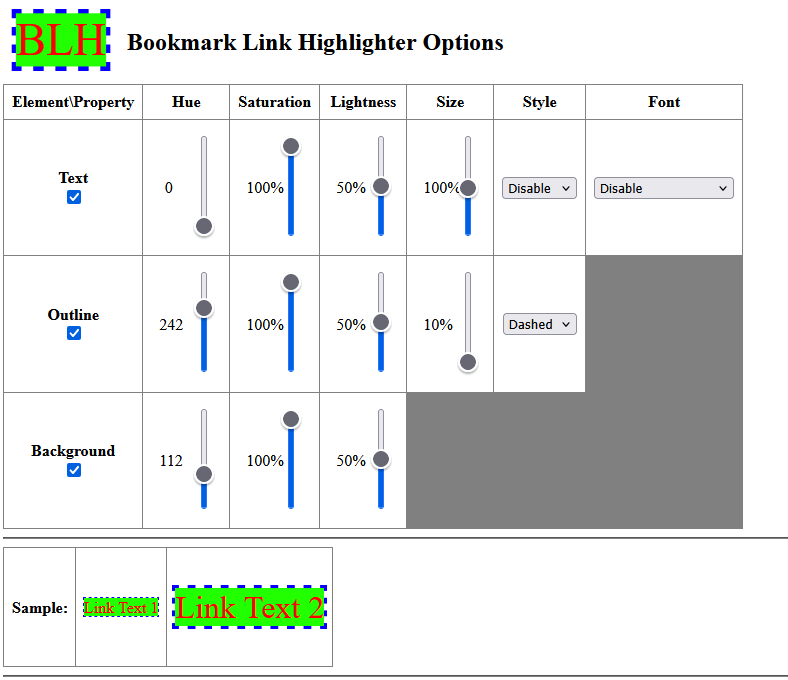 BLH Bookmark Link Highlighter Options
Element\Property Hue Saturation Lightness Size Style Font
Text 0 100% 50% 100% Disable Disable
Outline 242 100% 50% 10% Dashed
Background 112 100% 50%
Sample: Link Text 1 Link Text 2